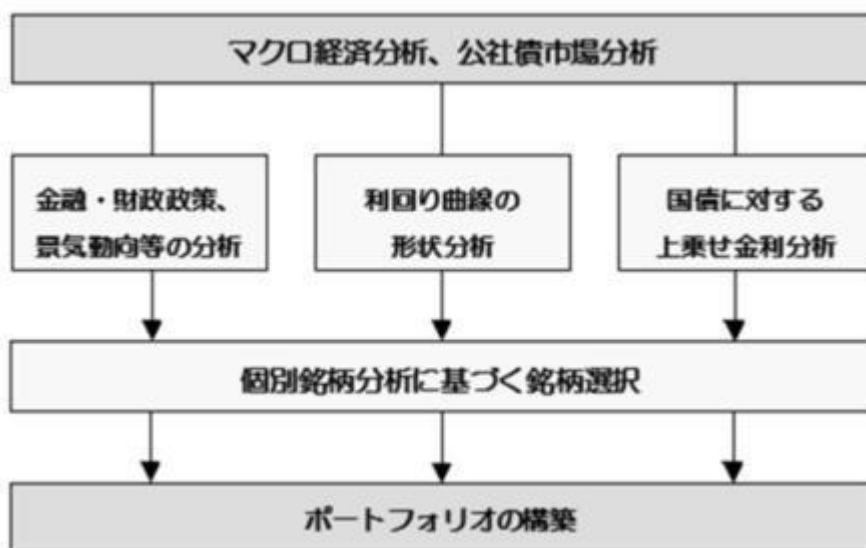 マクロ経済分析、公社債市場分析
金融・財政政策、
景気動向等の分析
利回り曲線の
形状分析
国債に対する
上乗せ金利分析
個別銘柄分析に基づく銘柄選択
ポートフォリオの構築